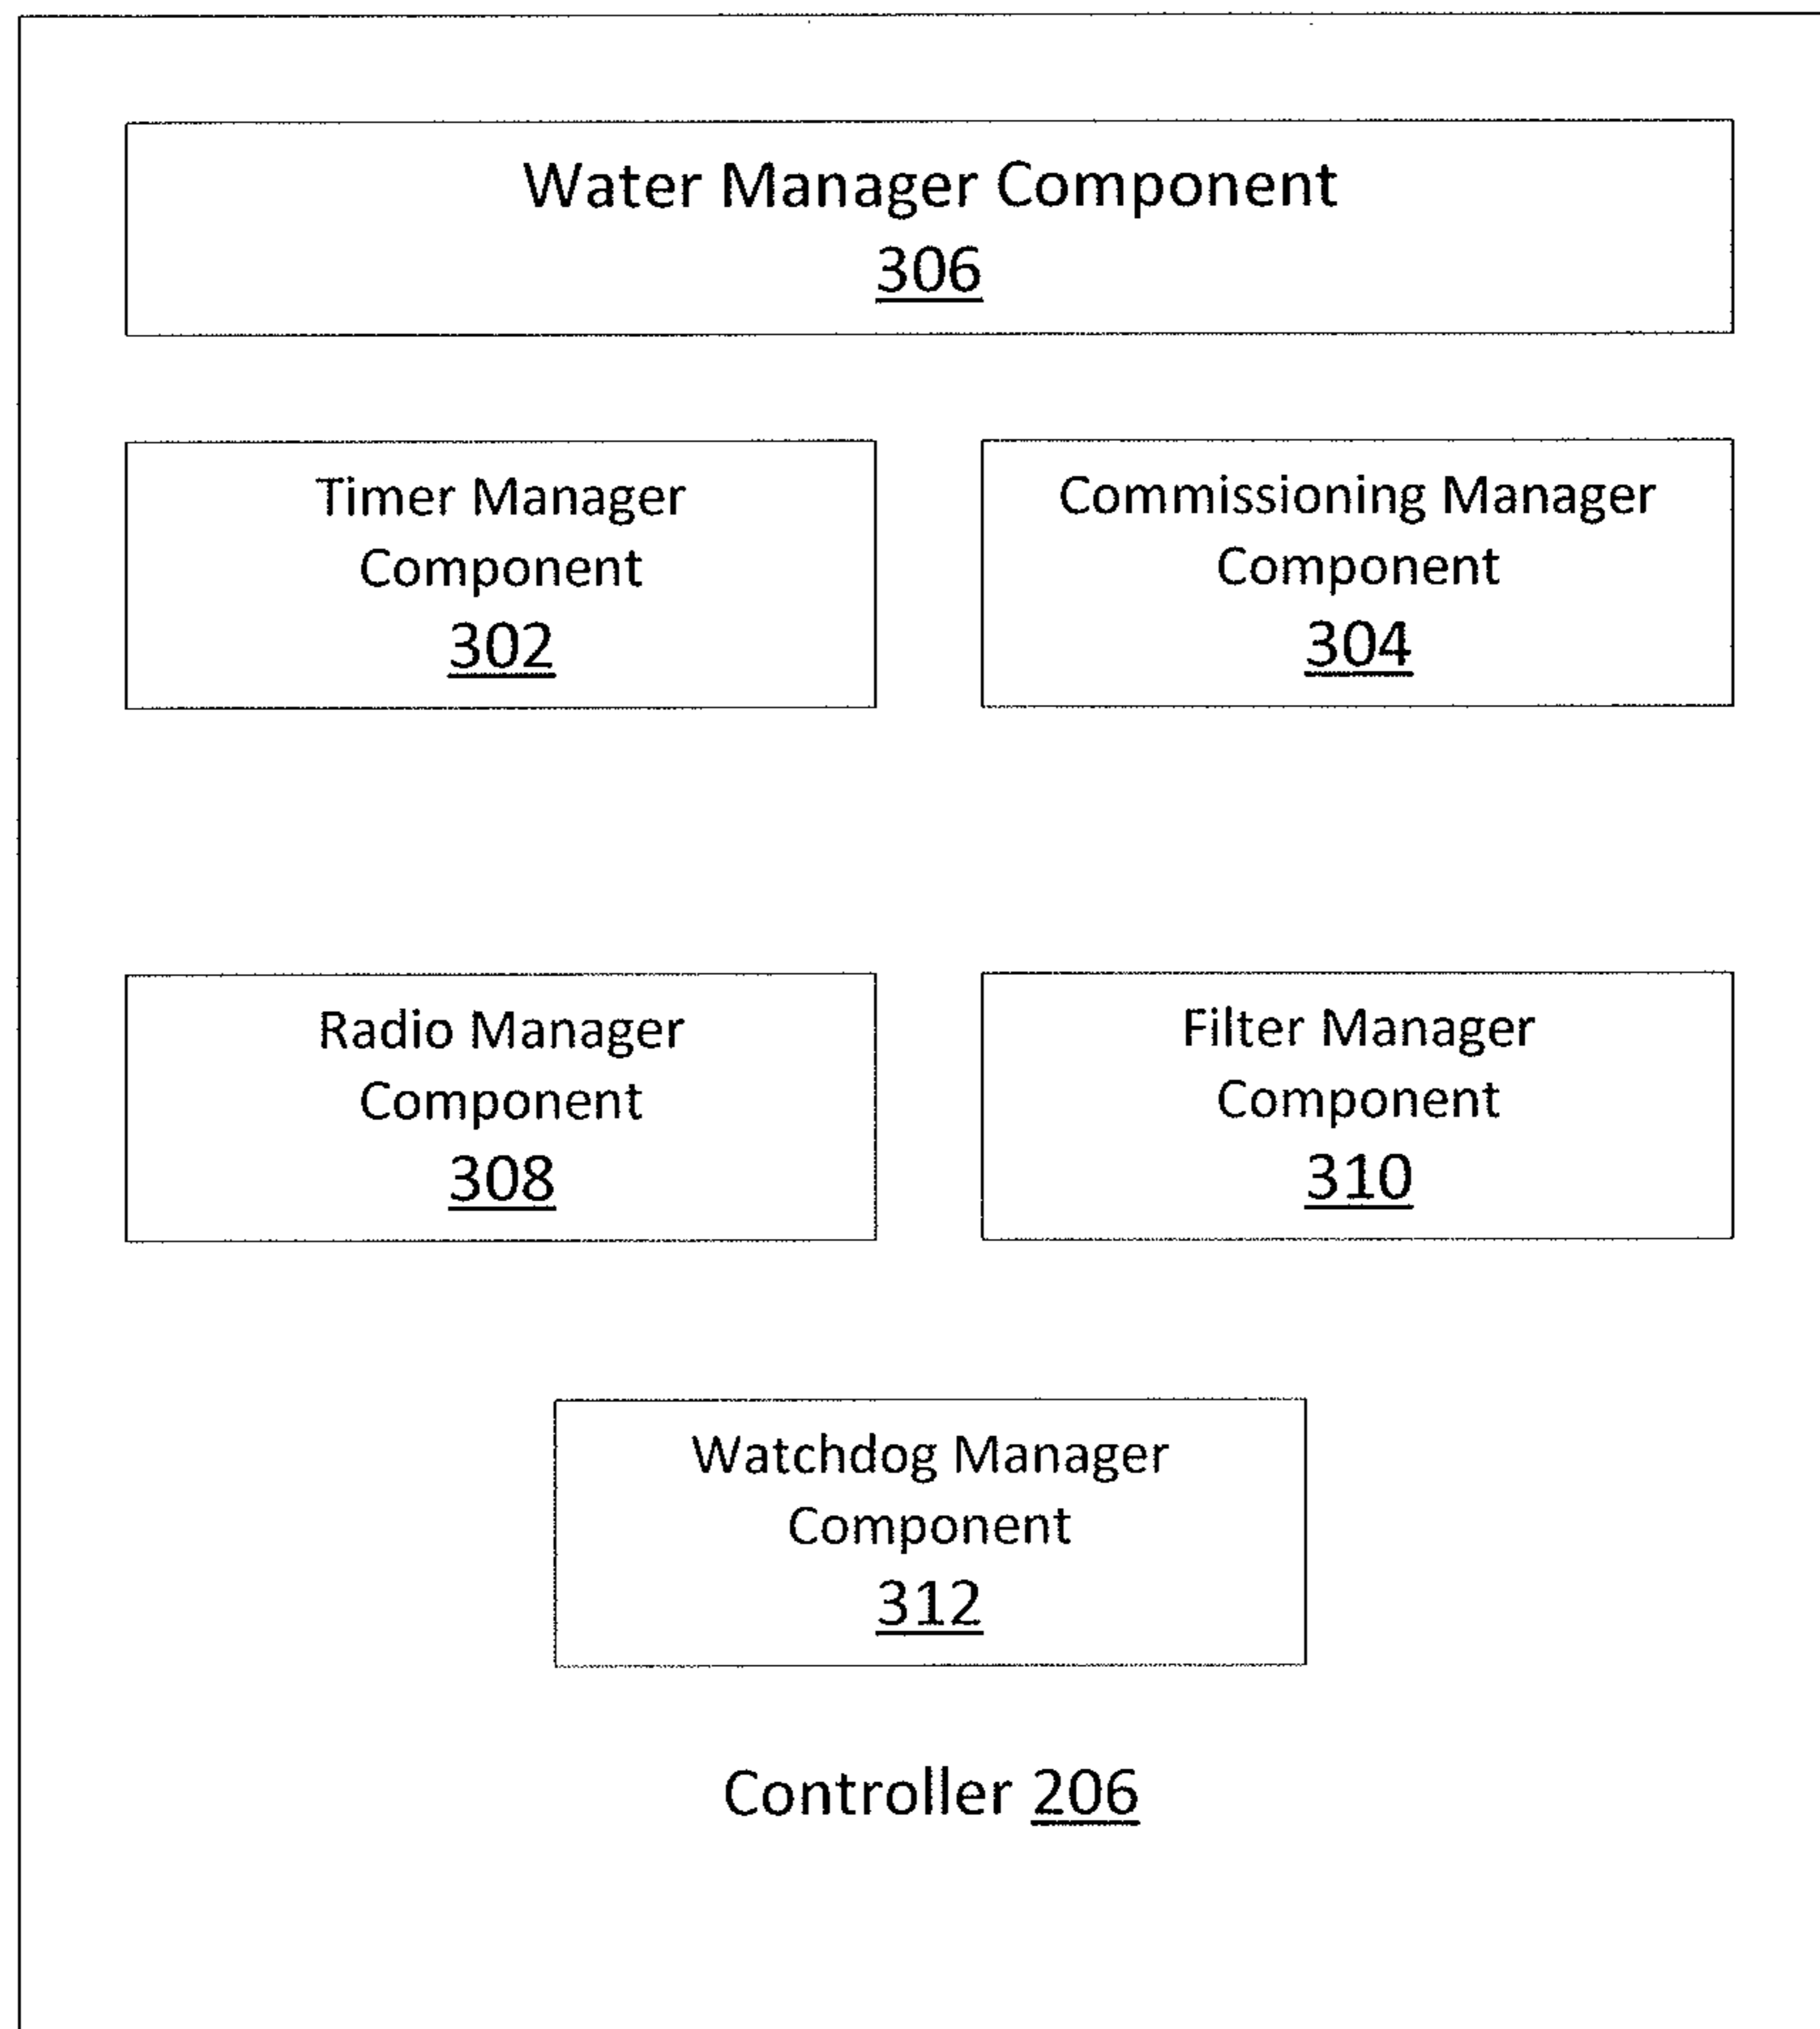 Water Manager Component
306
Timer Manager
Component
302
Commissioning Manager
Component
304
Radio Manager
Component
308
Filter Manager
Component
310
Watchdog Manager
Component
312
Controller 206